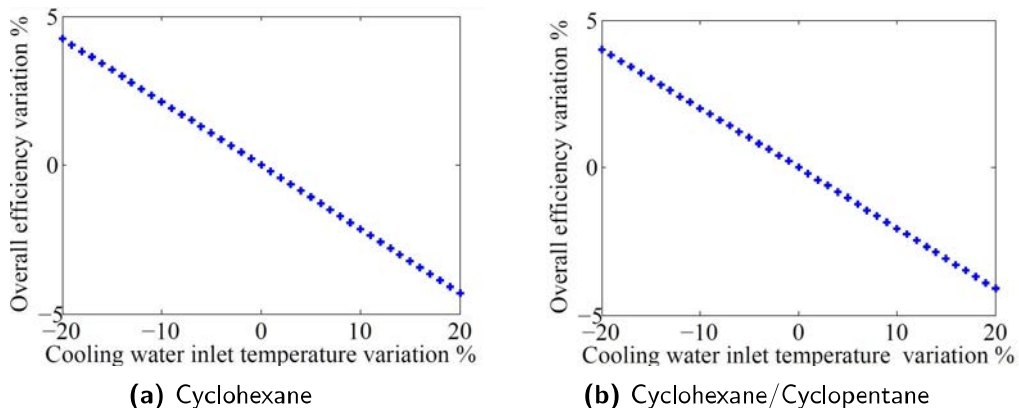 Overall efficiency variation %
5
0
−5
−20
−10
0
10
20
Cooling water inlet temperature variation %
(a) Cyclohexane
Overall efficiency variation %
5
0
−5
−20
−10
0
10
20
Cooling water inlet temperature variation %
(b) Cyclohexane/Cyclopentane